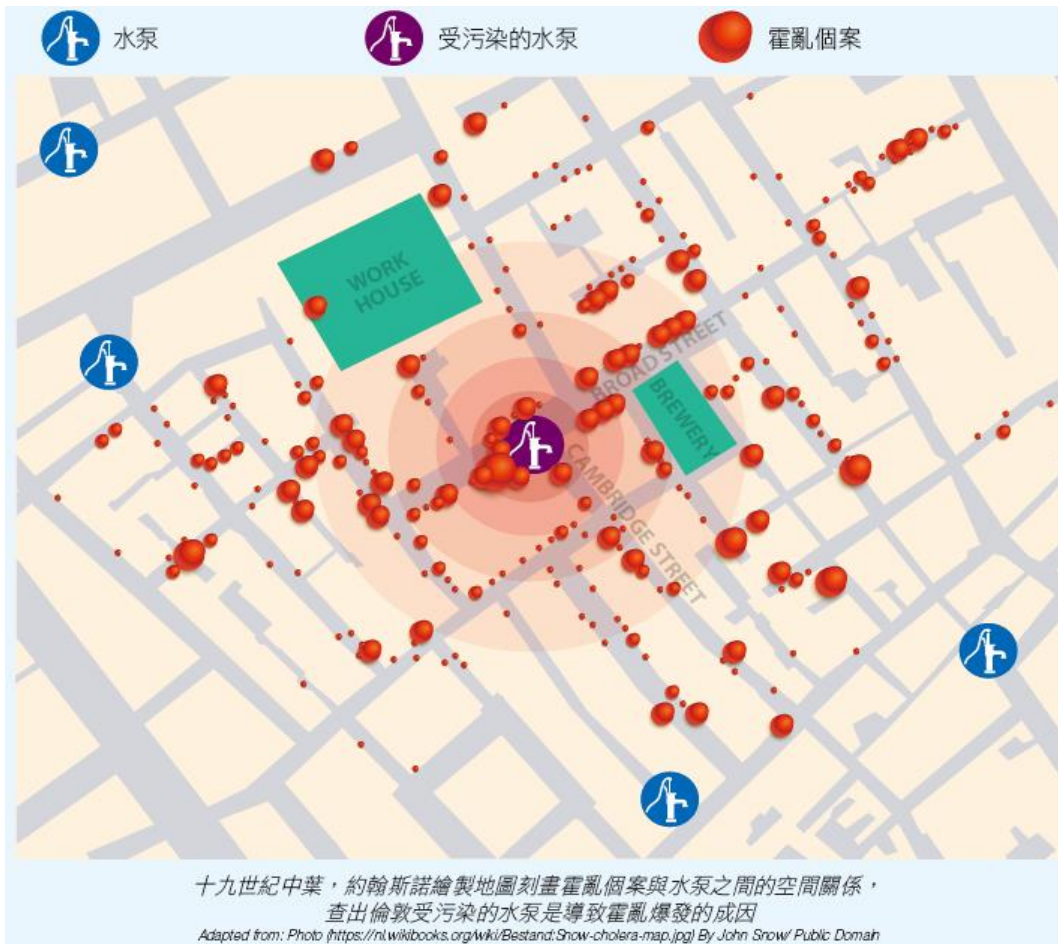 水泵
受污染的水泵
霍亂個案
WORK
HOUSE
BROAD STREET
BREWERY
CAMBRIDGE STREET
十九世紀中葉，約翰斯諾繪製地圖刻畫霍亂個案與水泵之間的空間關係，
查出倫敦受污染的水泵是導致霍亂爆發的成因
Adapted from: Photo (https://nl.wikibooks.org/wiki/Bestand:Snow-cholera-map.jpg) By John Snow/ Public Domain